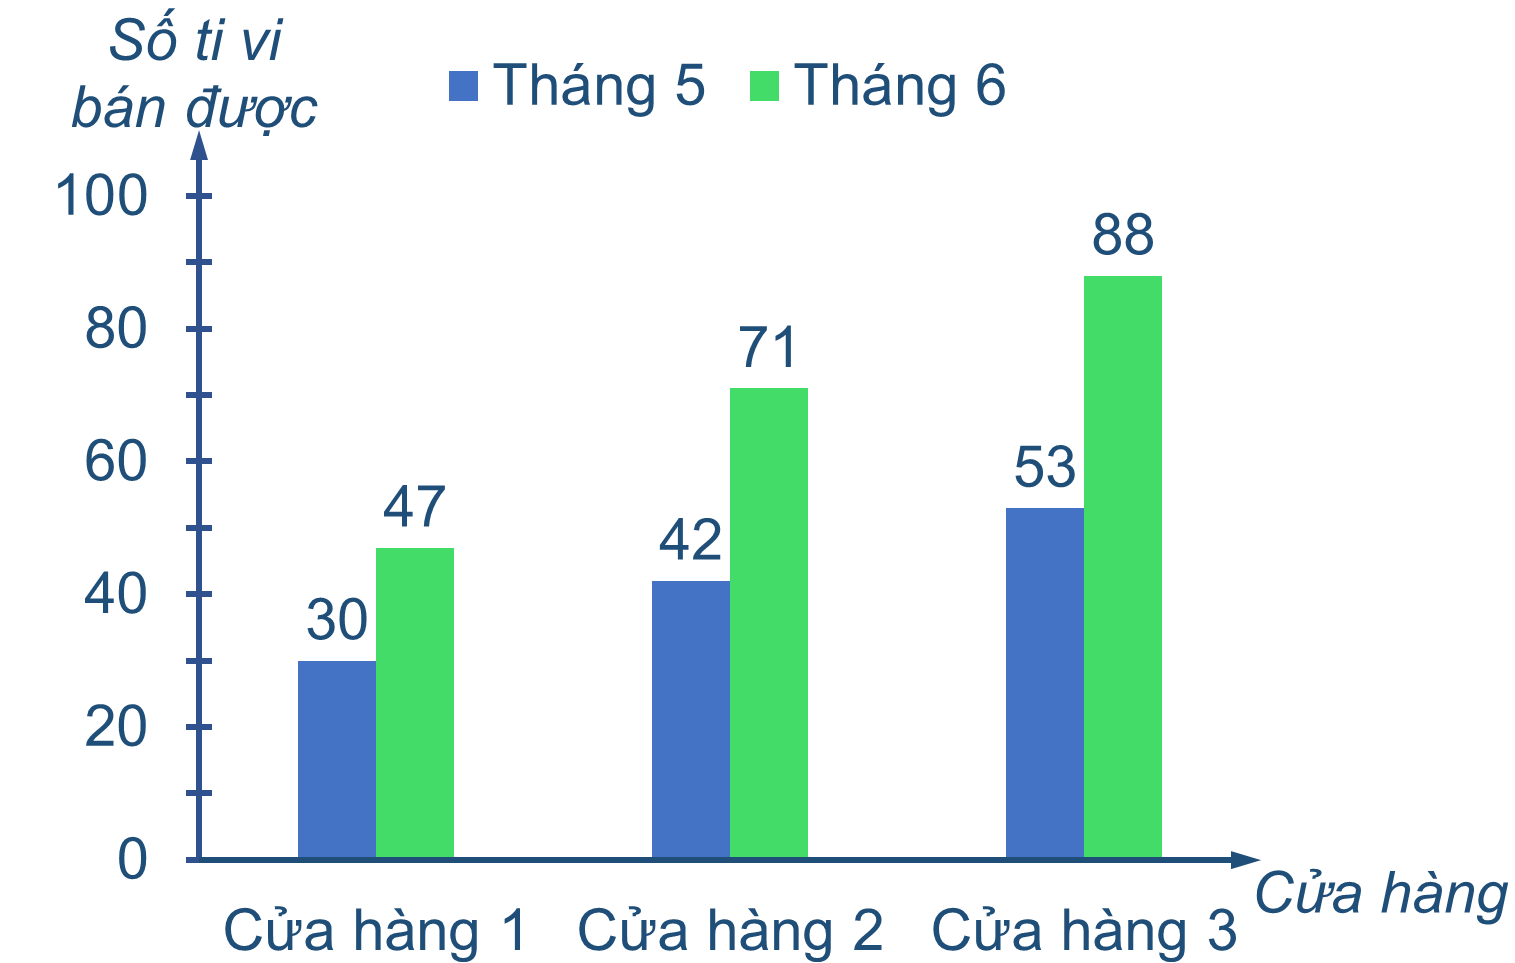 Số ti vi
bán được
Tháng 5
Tháng 6
100
80
60
40
20
0
30
47
42
71
53
88
Cửa hàng 1
Cửa hàng 2
Cửa hàng 3
Cửa hàng